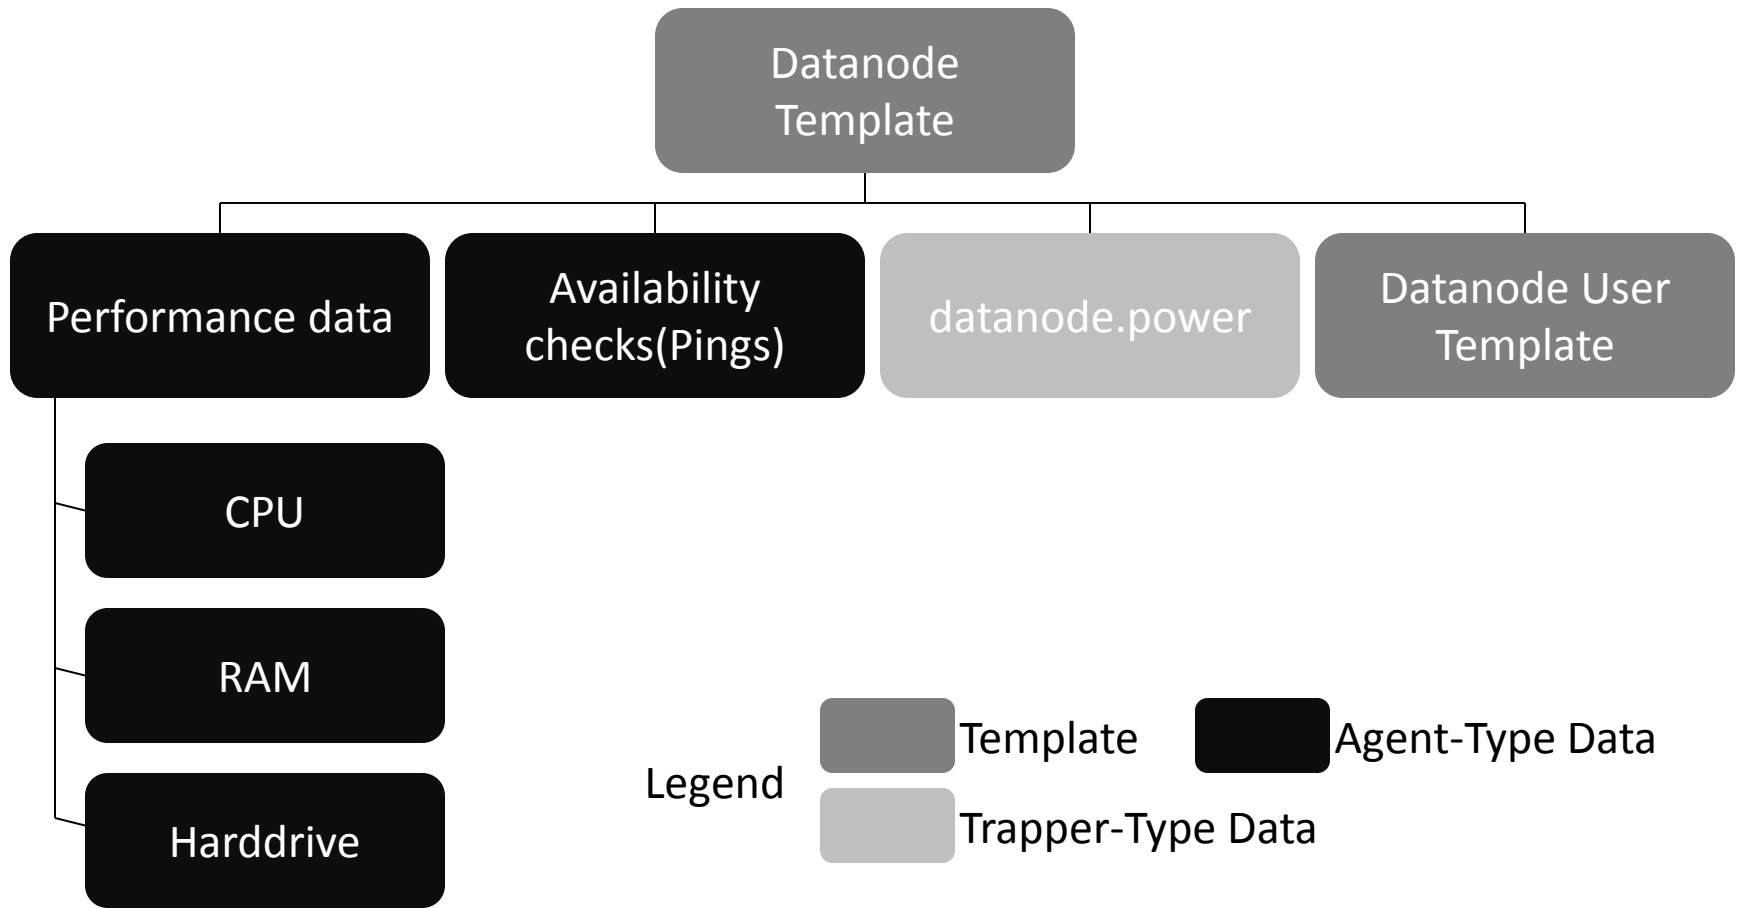 Datanode
Template
Performance data
Availability
checks(Pings)
datanode.power
Datanode User
Template
CPU
RAM
Harddrive
Legend
Template
Agent-Type Data
Trapper-Type Data